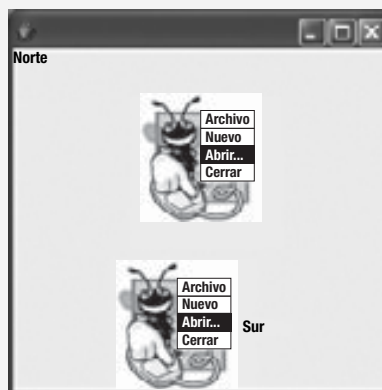 Norte
Archivo
Nuevo
Abrir...
Cerrar
Archivo
Nuevo
Abrir...
Cerrar
Sur